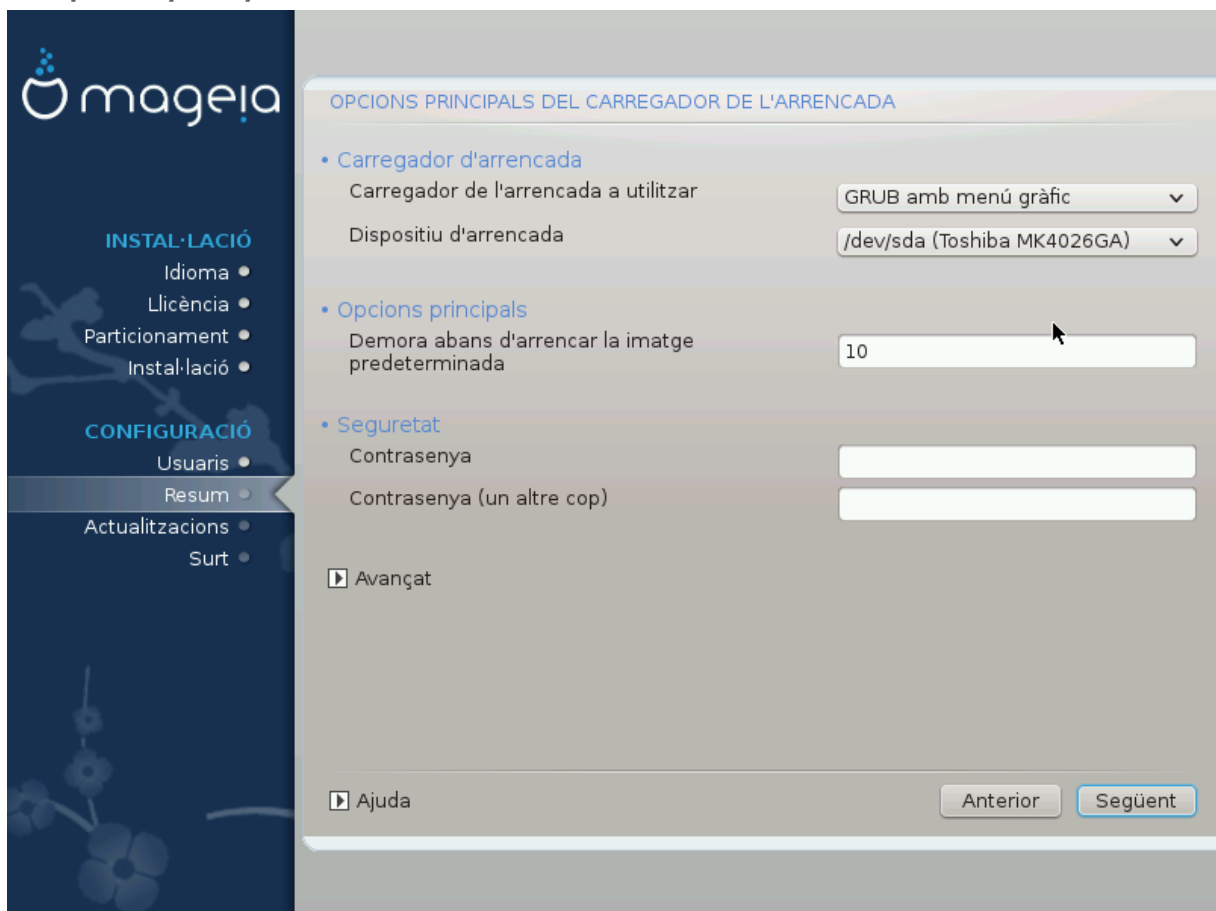 mageia
OPCIONS PRINCIPALS DEL CARREGADOR DE L'ARRENCADA
INSTAL·LACIÓ
Idioma
Llicència
Particionament
Instal·lació
CONFIGURACIÓ
Usuaris
Resum
Actualitzacions
Surt
• Carregador d'arrencada
Carregador de l'arrencada a utilitzar
GRUB amb menú gràfic
Dispositiu d'arrencada
/dev/sda (Toshiba MK4026GA)
• Opcions principals
Demora abans d'arrencar la imatge
predeterminada
10
• Seguretat
Contrasenya
Contrasenya (un altre cop)
Avançat
Ajuda
Anterior
Següent